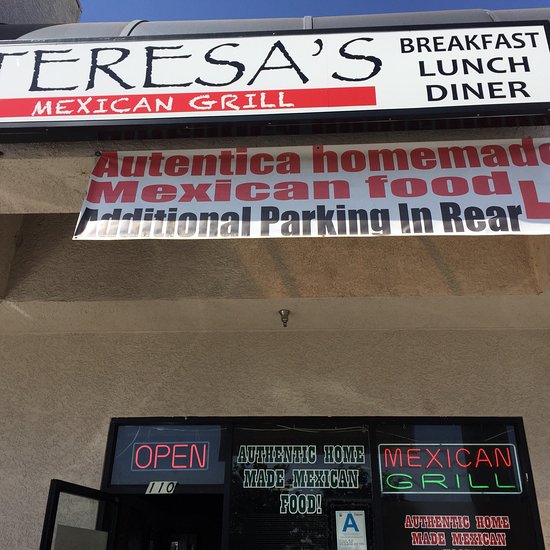 TERESA'S
MEXICAN GRILL
BREAKFAST
LUNCH
DINER
Autentica homemade
Mexican food
Additional Parking In Rear
OPEN
110
AUTHENTIC HOME
MADE MEXICAN
FOOD!
A
MEXICAN
GRILL
AUTHENTIC HOME
MADE MEXICAN